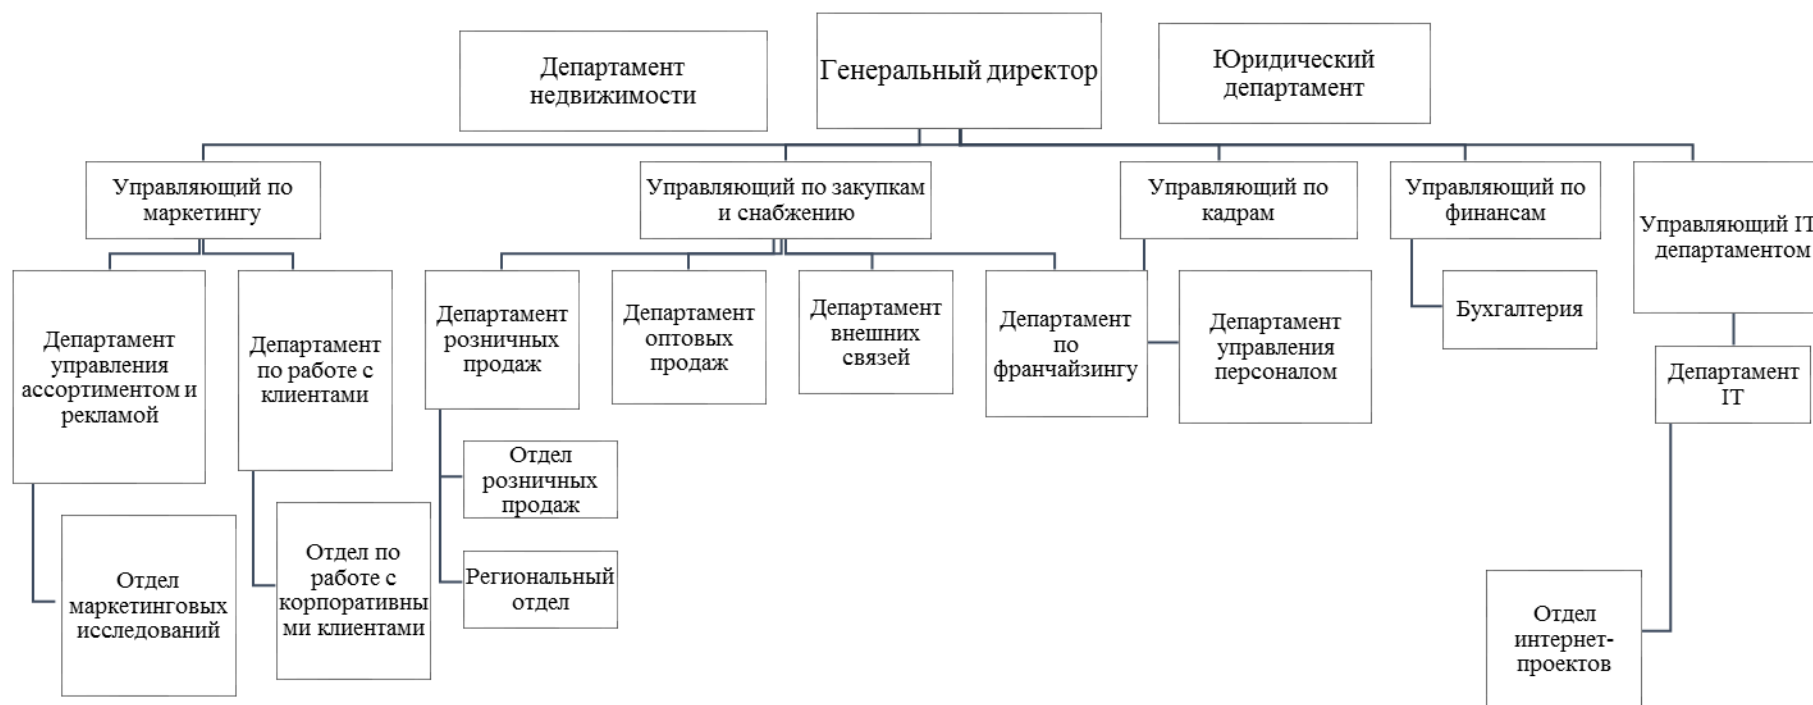 Департамент
недвижимости
Генеральный директор
Юридический
департамент
Управляющий по
маркетингу
Управляющий по закупкам
и снабжению
Управляющий по
кадрам
Управляющий по
финансам
Управляющий IT
департаментом
Департамент
управления
ассортиментом и
рекламой
Департамент
по работе с
клиентами
Департамент
розничных
продаж
Департамент
оптовых
продаж
Департамент
внешних
связей
Департамент
по
франчайзингу
Департамент
управления
персоналом
Бухгалтерия
Департамент
IT
Отдел
розничных
продаж
Региональный
отдел
Отдел
маркетинговых
исследований
Отдел по
работе с
корпоративны
ми клиентами
Отдел
интернет-
проектов